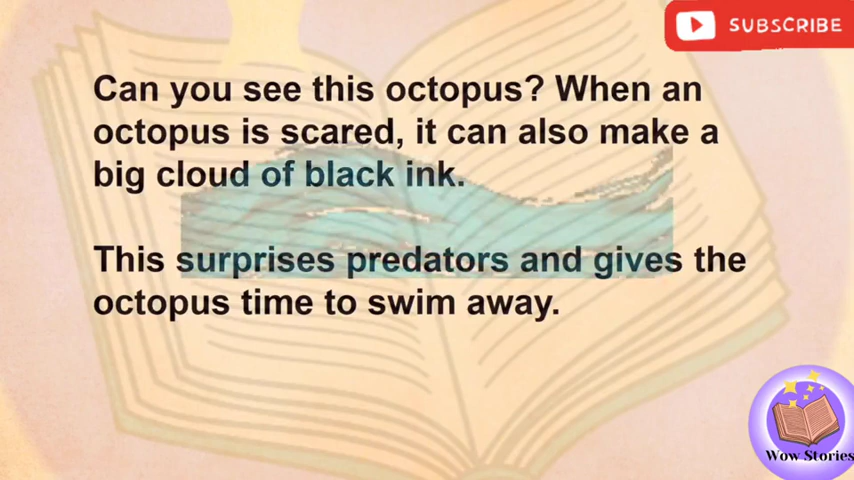 SUBSCRIBE
Can you see this octopus? When an
octopus is scared, it can also make a
big cloud of black ink.
This surprises predators and gives the
octopus time to swim away.
Wow Stories